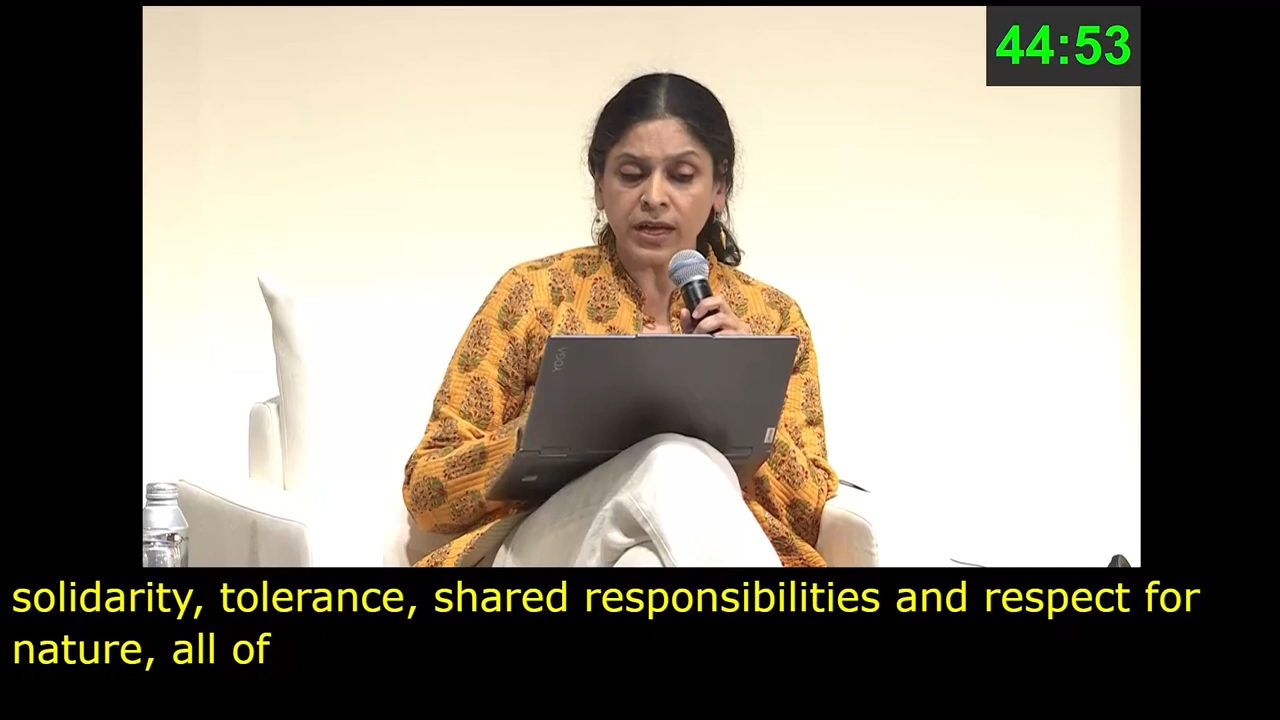 44:53
YOGA
solidarity, tolerance, shared responsibilities and respect for
nature, all of